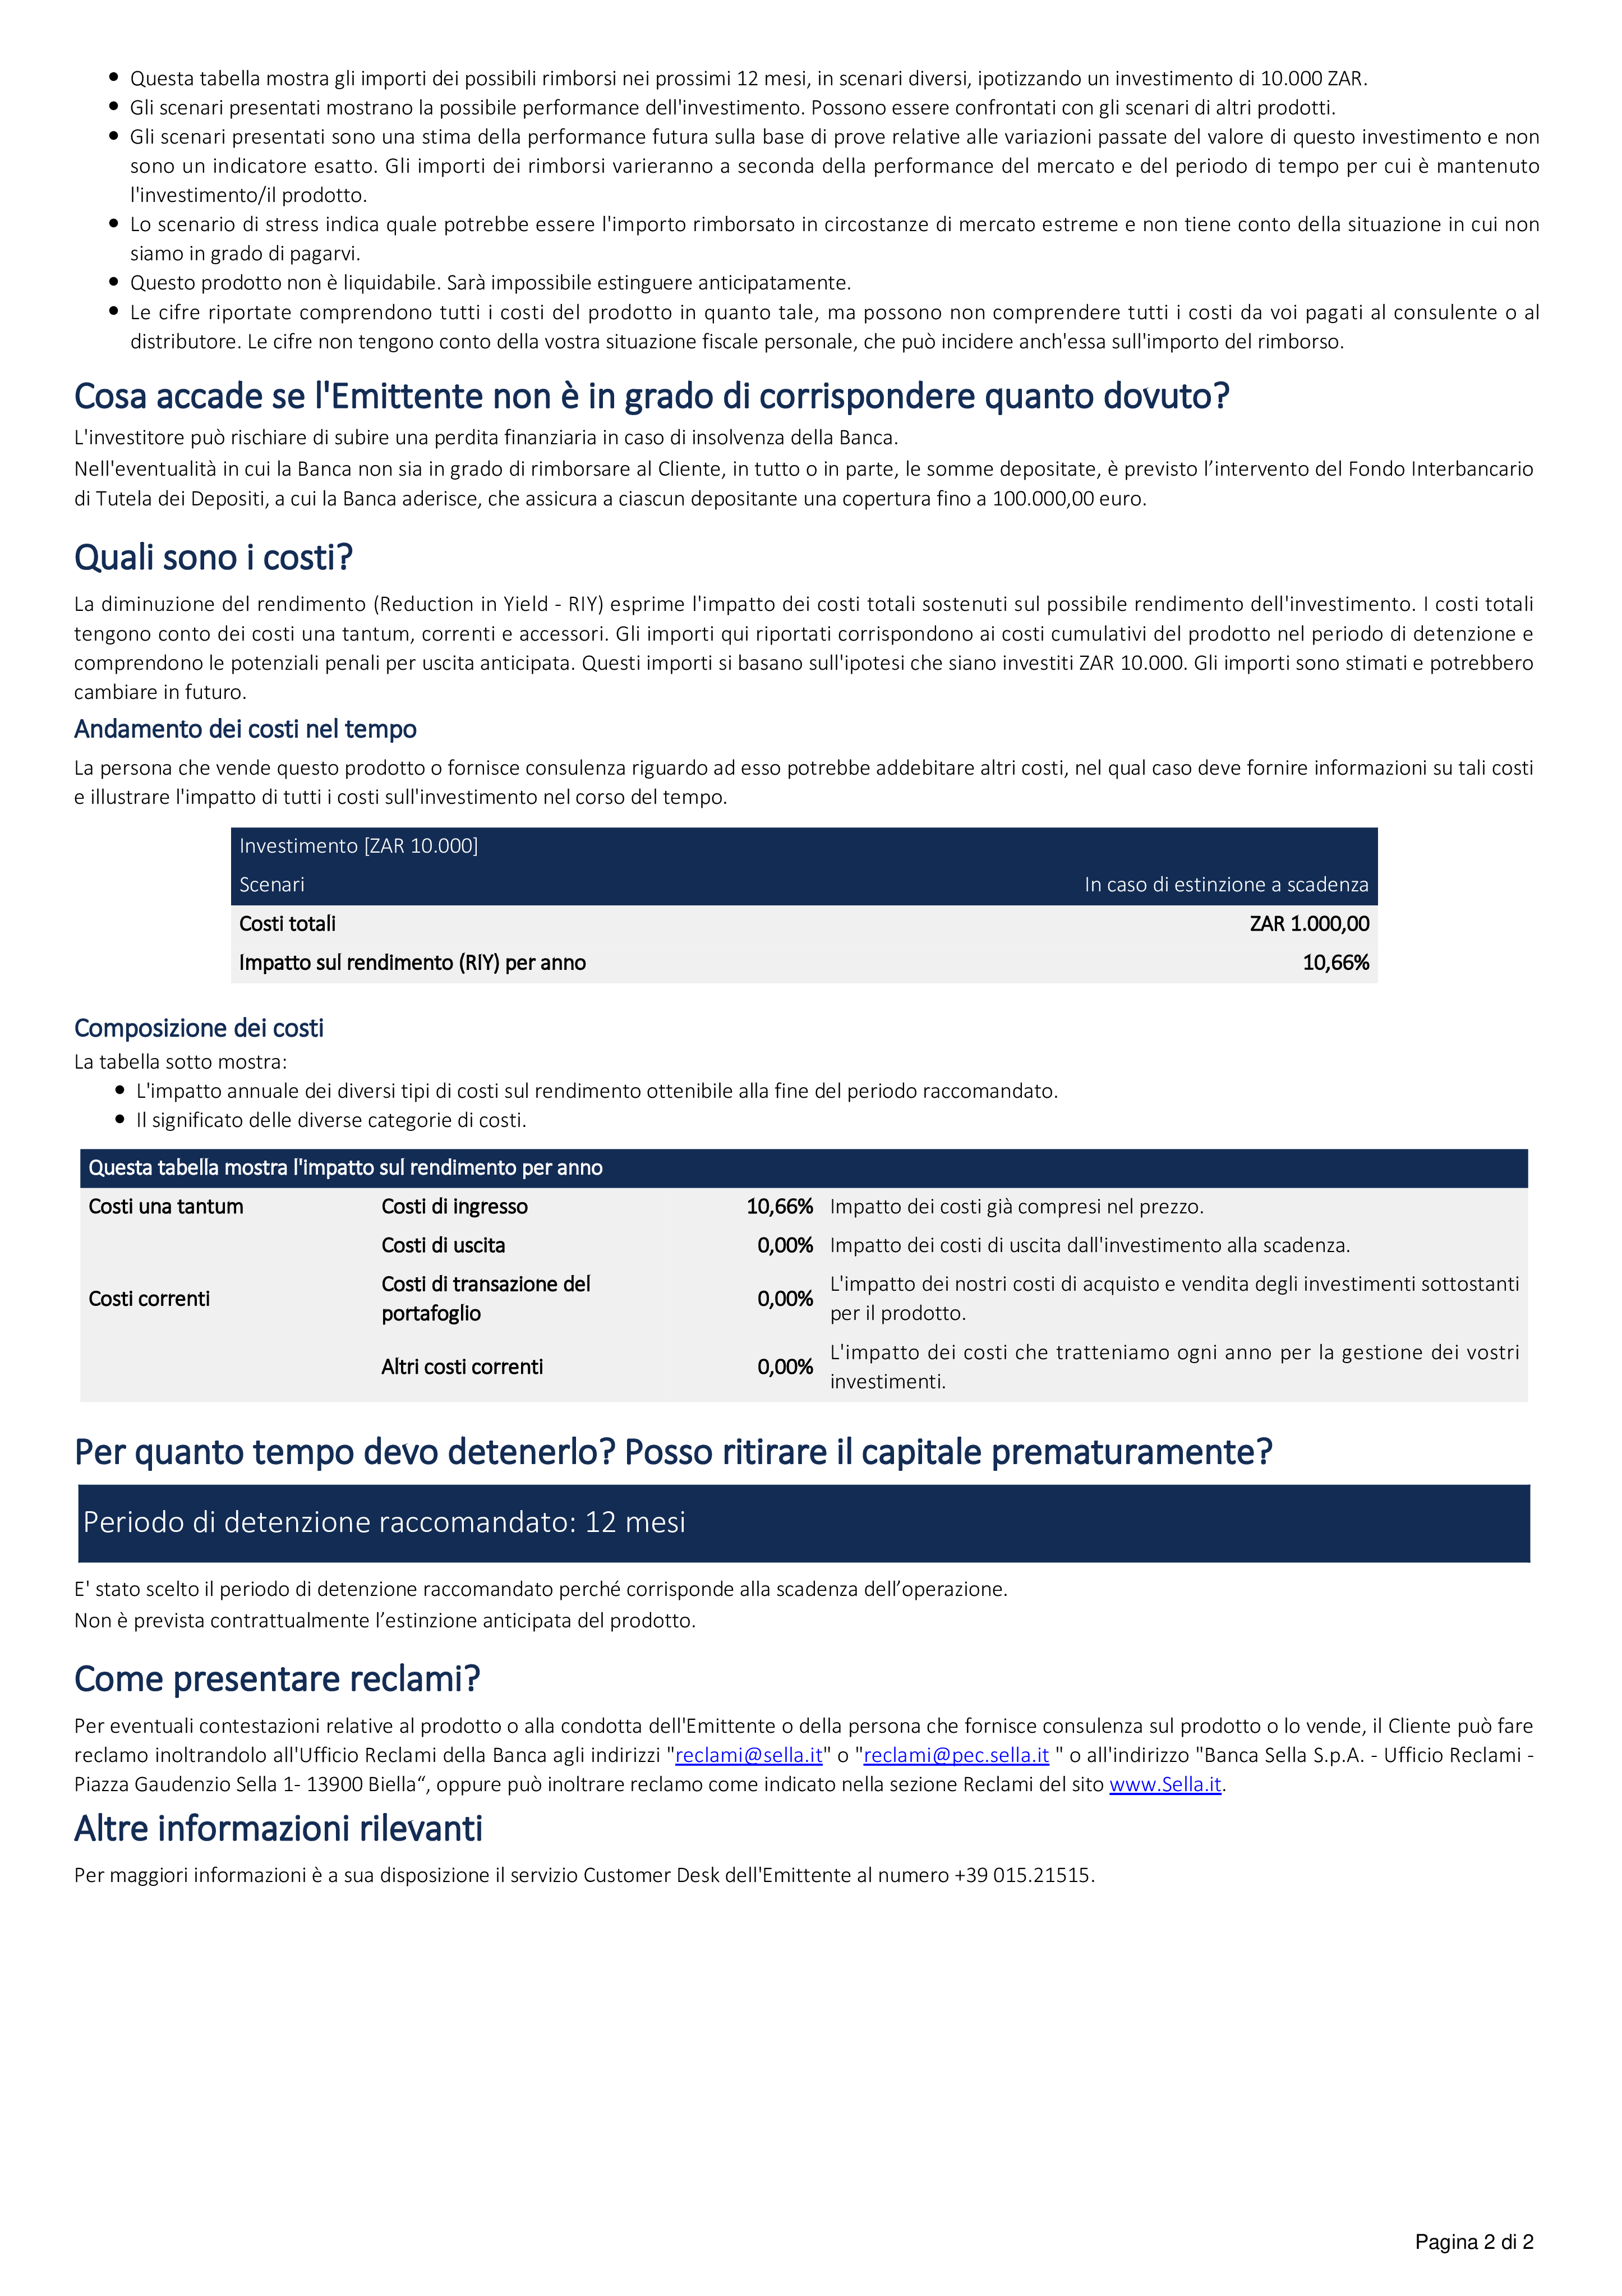 • Questa tabella mostra gli importi dei possibili rimborsi nei prossimi 12 mesi, in scenari diversi, ipotizzando un investimento di 10.000 ZAR.
• Gli scenari presentati mostrano la possibile performance dell'investimento. Possono essere confrontati con gli scenari di altri prodotti.
• Gli scenari presentati sono una stima della performance futura sulla base di prove relative alle variazioni passate del valore di questo investimento e non
sono un indicatore esatto. Gli importi dei rimborsi varieranno a seconda della performance del mercato e del periodo di tempo per cui è mantenuto
l'investimento/il prodotto.
• Lo scenario di stress indica quale potrebbe essere l'importo rimborsato in circostanze di mercato estreme e non tiene conto della situazione in cui non
siamo in grado di pagarvi.
• Questo prodotto non è liquidabile. Sarà impossibile estinguere anticipatamente.
• Le cifre riportate comprendono tutti i costi del prodotto in quanto tale, ma possono non comprendere tutti i costi da voi pagati al consulente o al
distributore. Le cifre non tengono conto della vostra situazione fiscale personale, che può incidere anch'essa sull'importo del rimborso.
Cosa accade se l'Emittente non è in grado di corrispondere quanto dovuto?
L'investitore può rischiare di subire una perdita finanziaria in caso di insolvenza della Banca.
Nell'eventualità in cui la Banca non sia in grado di rimborsare al Cliente, in tutto o in parte, le somme depositate, è previsto l’intervento del Fondo Interbancario
di Tutela dei Depositi, a cui la Banca aderisce, che assicura a ciascun depositante una copertura fino a 100.000,00 euro.
Quali sono i costi?
La diminuzione del rendimento (Reduction in Yield - RIY) esprime l'impatto dei costi totali sostenuti sul possibile rendimento dell'investimento. I costi totali
tengono conto dei costi una tantum, correnti e accessori. Gli importi qui riportati corrispondono ai costi cumulativi del prodotto nel periodo di detenzione e
comprendono le potenziali penali per uscita anticipata. Questi importi si basano sull'ipotesi che siano investiti ZAR 10.000. Gli importi sono stimati e potrebbero
cambiare in futuro.
Andamento dei costi nel tempo
La persona che vende questo prodotto o fornisce consulenza riguardo ad esso potrebbe addebitare altri costi, nel qual caso deve fornire informazioni su tali costi
e illustrare l'impatto di tutti i costi sull'investimento nel corso del tempo.
Investimento [ZAR 10.000]
Scenari In caso di estinzione a scadenza
Costi totali ZAR 1.000,00
Impatto sul rendimento (RIY) per anno 10,66%
Composizione dei costi
La tabella sotto mostra:
• L'impatto annuale dei diversi tipi di costi sul rendimento ottenibile alla fine del periodo raccomandato.
• Il significato delle diverse categorie di costi.
Questa tabella mostra l'impatto sul rendimento per anno
Costi una tantum Costi di ingresso 10,66% Impatto dei costi già compresi nel prezzo.
Costi di uscita 0,00% Impatto dei costi di uscita dall'investimento alla scadenza.
Costi correnti Costi di transazione del portafoglio 0,00% L'impatto dei nostri costi di acquisto e vendita degli investimenti sottostanti
per il prodotto.
Altri costi correnti 0,00% L'impatto dei costi che tratteniamo ogni anno per la gestione dei vostri
investimenti.
Per quanto tempo devo detenerlo? Posso ritirare il capitale prematuramente?
Periodo di detenzione raccomandato: 12 mesi
E' stato scelto il periodo di detenzione raccomandato perché corrisponde alla scadenza dell’operazione.
Non è prevista contrattualmente l’estinzione anticipata del prodotto.
Come presentare reclami?
Per eventuali contestazioni relative al prodotto o alla condotta dell'Emittente o della persona che fornisce consulenza sul prodotto o lo vende, il Cliente può fare
reclamo inoltrandolo all'Ufficio Reclami della Banca agli indirizzi "reclami@sella.it" o "reclami@pec.sella.it " o all'indirizzo "Banca Sella S.p.A. - Ufficio Reclami -
Piazza Gaudenzio Sella 1- 13900 Biella“, oppure può inoltrare reclamo come indicato nella sezione Reclami del sito www.Sella.it.
Altre informazioni rilevanti
Per maggiori informazioni è a sua disposizione il servizio Customer Desk dell'Emittente al numero +39 015.21515.
Pagina 2 di 2